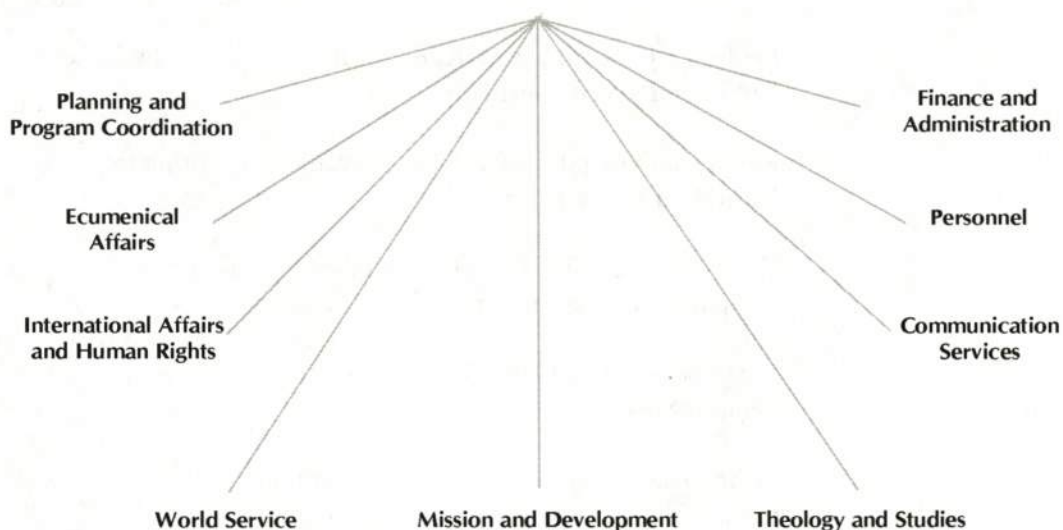 Planning and
Program Coordination
Finance and
Administration
Ecumenical
Affairs
Personnel
International Affairs
and Human Rights
Communication
Services
World Service
Mission and Development
Theology and Studies